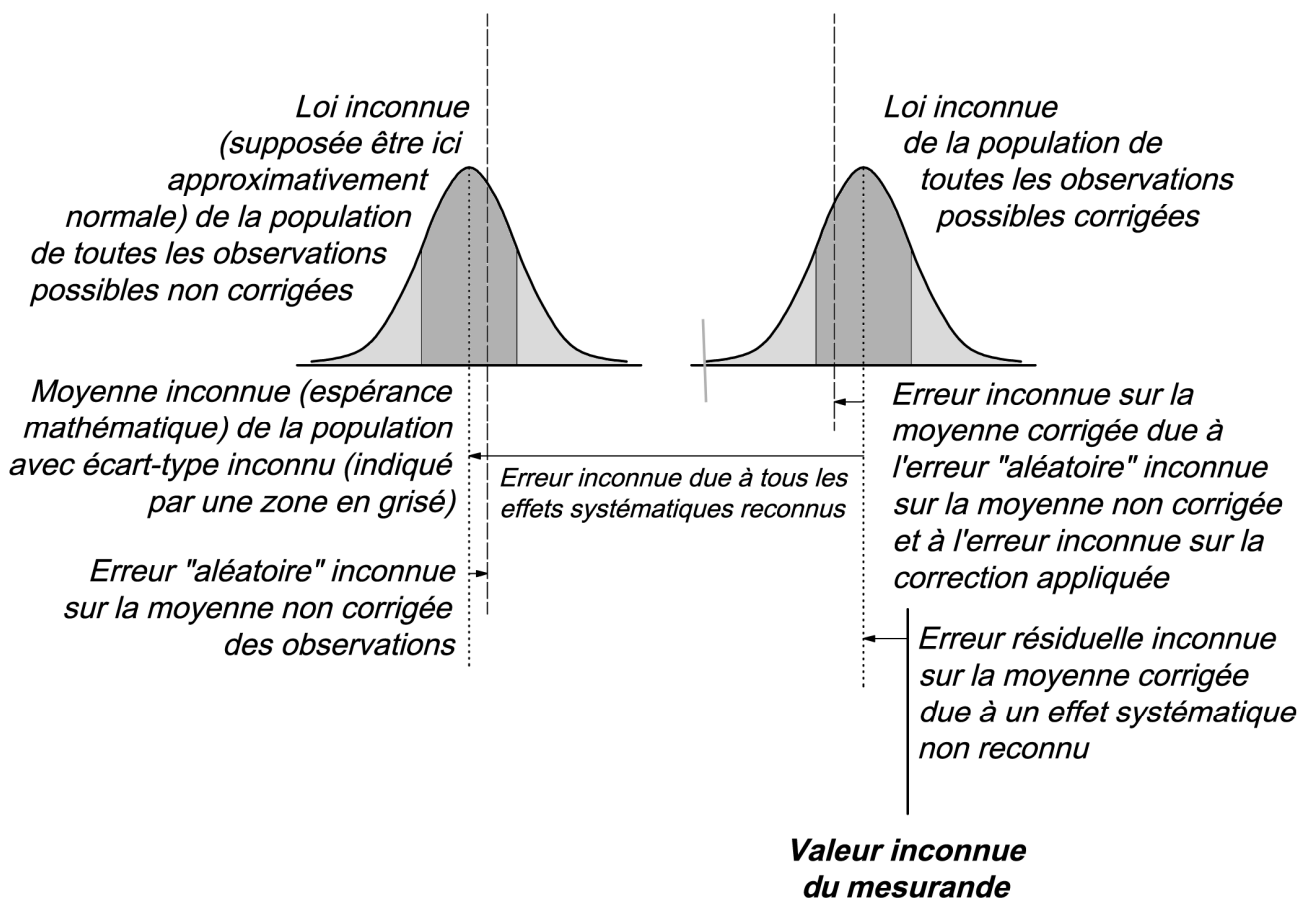 Loi inconnue
(supposée être ici
approximativement
normale) de la population
de toutes les observations
possibles non corrigées
Loi inconnue
de la population de
toutes les observations
possibles corrigées
Moyenne inconnue (espérance
mathématique) de la population
avec écart-type inconnu (indiqué
par une zone en grisé)
Erreur inconnue due à tous les
effets systématiques reconnus
Erreur inconnue sur la
moyenne corrigée due à
l'erreur "aléatoire" inconnue
sur la moyenne non corrigée
et à l'erreur inconnue sur la
correction appliquée
Erreur "aléatoire" inconnue
sur la moyenne non corrigée
des observations
Erreur résiduelle inconnue
sur la moyenne corrigée
due à un effet systématique
non reconnu
Valeur inconnue
du mesurande